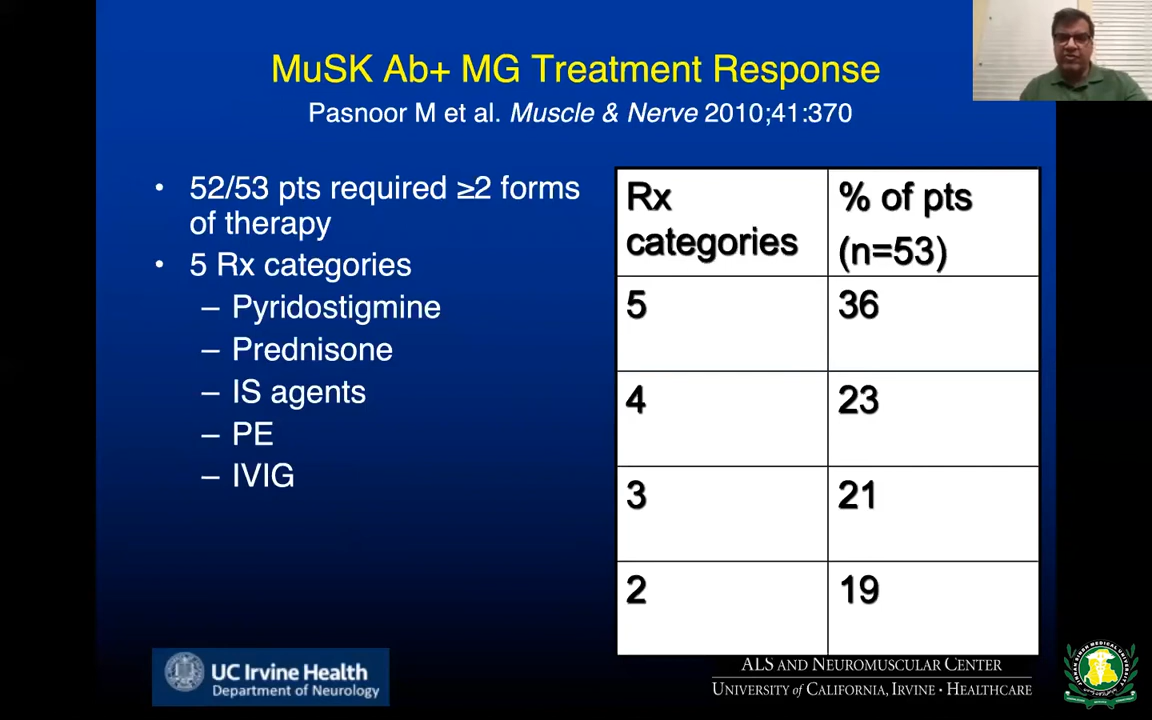 MuSK Ab+ MG Treatment Response
Pasnoor M et al. Muscle & Nerve 2010;41:370
• 52/53 pts required ≥2 forms
of therapy
• 5 Rx categories
– Pyridostigmine
– Prednisone
– IS agents
– PE
– IVIG
Rx
categories
% of pts
(n=53)
5 36
4 23
3 21
2 19
UC Irvine Health
Department of Neurology
ALS AND NEUROMUSCULAR CENTER
UNIVERSITY of CALIFORNIA, IRVINE • HEALTHCARE